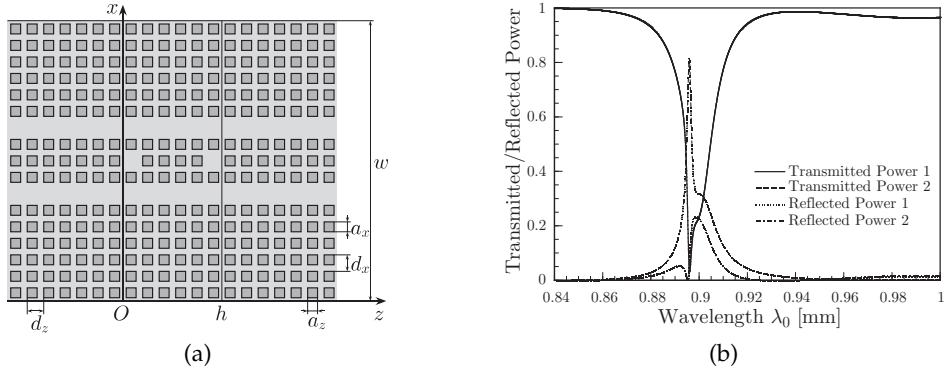 x
w
a_x
d_x
d_z
O
h
a_z
z
(a)
Transmitted/Reflected Power
1
0.8
0.6
0.4
0.2
0
Transmitted Power 1
Transmitted Power 2
Reflected Power 1
Reflected Power 2
0.84 0.86 0.88 0.9 0.92 0.94 0.96 0.98 1
Wavelength λ₀ [mm]
(b)